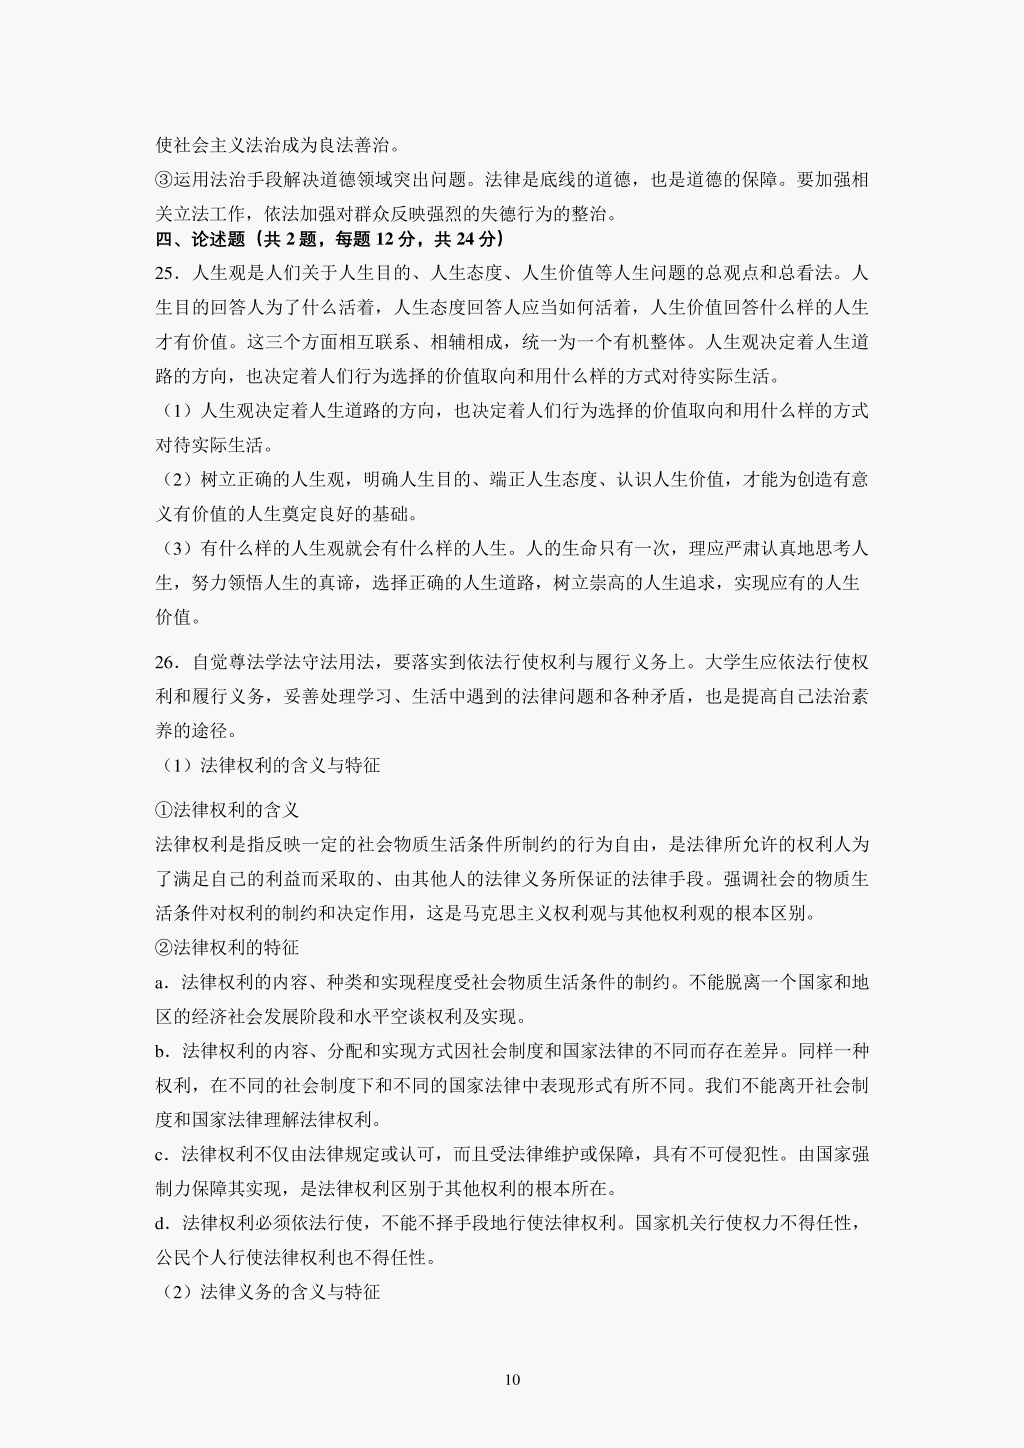 使社会主义法治成为良法善治。
③运用法治手段解决道德领域突出问题。法律是底线的道德，也是道德的保障。要加强相
关立法工作，依法加强对群众反映强烈的失德行为的整治。
四、论述题（共 2 题，每题 12 分，共 24 分）
25．人生观是人们关于人生目的、人生态度、人生价值等人生问题的总观点和总看法。人
生目的回答人为了什么活着，人生态度回答人应当如何活着，人生价值回答什么样的人生
才有价值。这三个方面相互联系、相辅相成，统一为一个有机整体。人生观决定着人生道
路的方向，也决定着人们行为选择的价值取向和用什么样的方式对待实际生活。
（1）人生观决定着人生道路的方向，也决定着人们行为选择的价值取向和用什么样的方式
对待实际生活。
（2）树立正确的人生观，明确人生目的、端正人生态度、认识人生价值，才能为创造有意
义有价值的人生奠定良好的基础。
（3）有什么样的人生观就会有什么样的人生。人的生命只有一次，理应严肃认真地思考人
生，努力领悟人生的真谛，选择正确的人生道路，树立崇高的人生追求，实现应有的人生
价值。
26．自觉尊法学法守法用法，要落实到依法行使权利与履行义务上。大学生应依法行使权
利和履行义务，妥善处理学习、生活中遇到的法律问题和各种矛盾，也是提高自己法治素
养的途径。
（1）法律权利的含义与特征
①法律权利的含义
法律权利是指反映一定的社会物质生活条件所制约的行为自由，是法律所允许的权利人为
了满足自己的利益而采取的、由其他人的法律义务所保证的法律手段。强调社会的物质生
活条件对权利的制约和决定作用，这是马克思主义权利观与其他权利观的根本区别。
②法律权利的特征
a．法律权利的内容、种类和实现程度受社会物质生活条件的制约。不能脱离一个国家和地
区的经济社会发展阶段和水平空谈权利及实现。
b．法律权利的内容、分配和实现方式因社会制度和国家法律的不同而存在差异。同样一种
权利，在不同的社会制度下和不同的国家法律中表现形式有所不同。我们不能离开社会制
度和国家法律理解法律权利。
c．法律权利不仅由法律规定或认可，而且受法律维护或保障，具有不可侵犯性。由国家强
制力保障其实现，是法律权利区别于其他权利的根本所在。
d．法律权利必须依法行使，不能不择手段地行使法律权利。国家机关行使权力不得任性，
公民个人行使法律权利也不得任性。
（2）法律义务的含义与特征
10